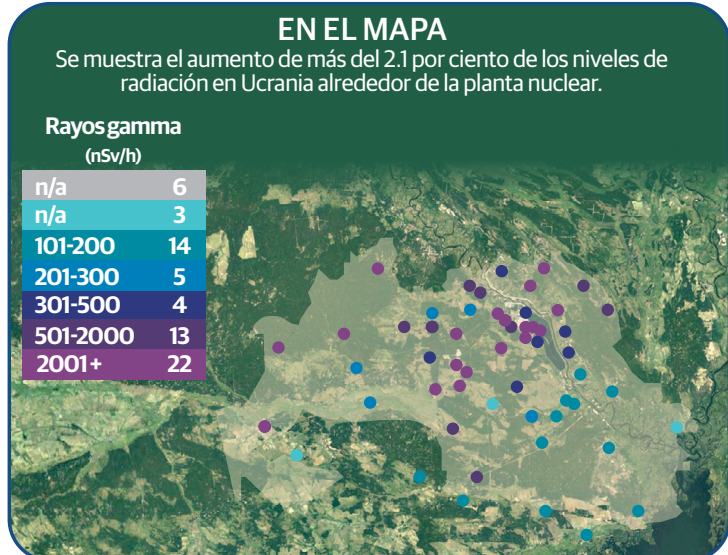 EN EL MAPA
Se muestra el aumento de más del 2.1 por ciento de los niveles de
radiación en Ucrania alrededor de la planta nuclear.
Rayos gamma
(nSv/h)
n/a 6
n/a 3
101-200 14
201-300 5
301-500 4
501-2000 13
2001+ 22